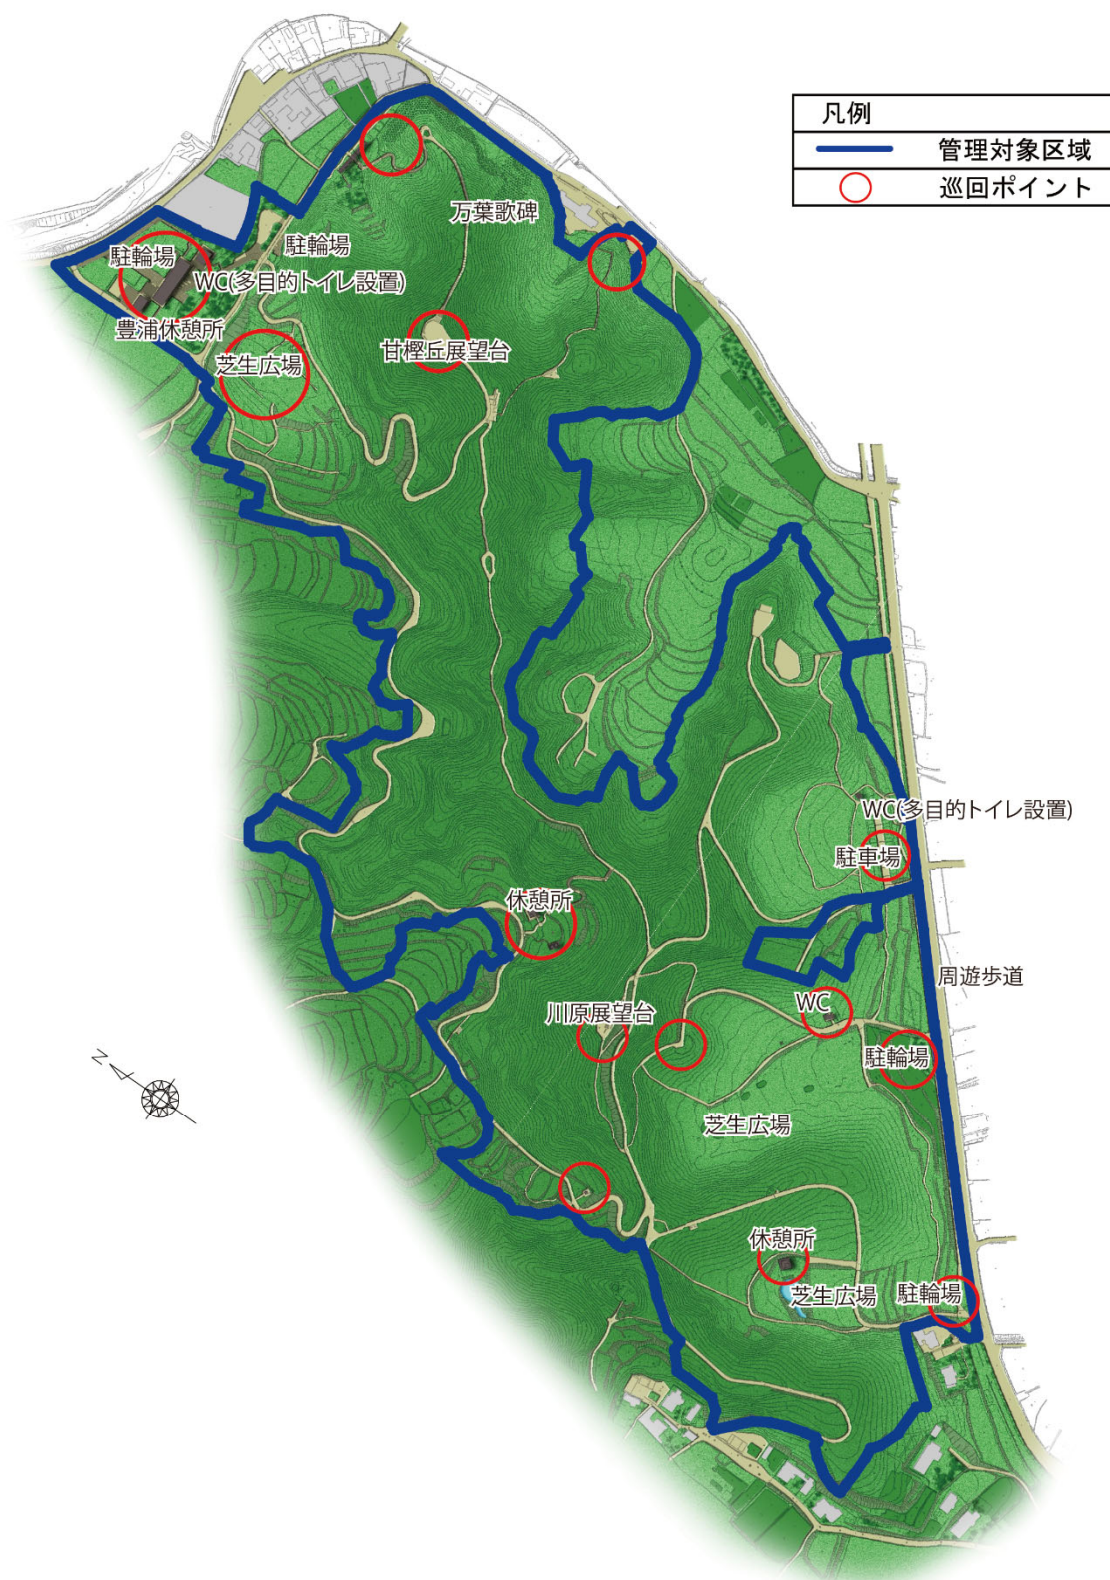 凡例
管理対象区域
巡回ポイント
万葉歌碑
駐輪場
駐輪場
WC(多目的トイレ設置)
豊浦休憩所
芝生広場
甘樫丘展望台
WC(多目的トイレ設置)
駐車場
休憩所
周遊歩道
WC
川原展望台
駐輪場
N
芝生広場
休憩所
芝生広場
駐輪場